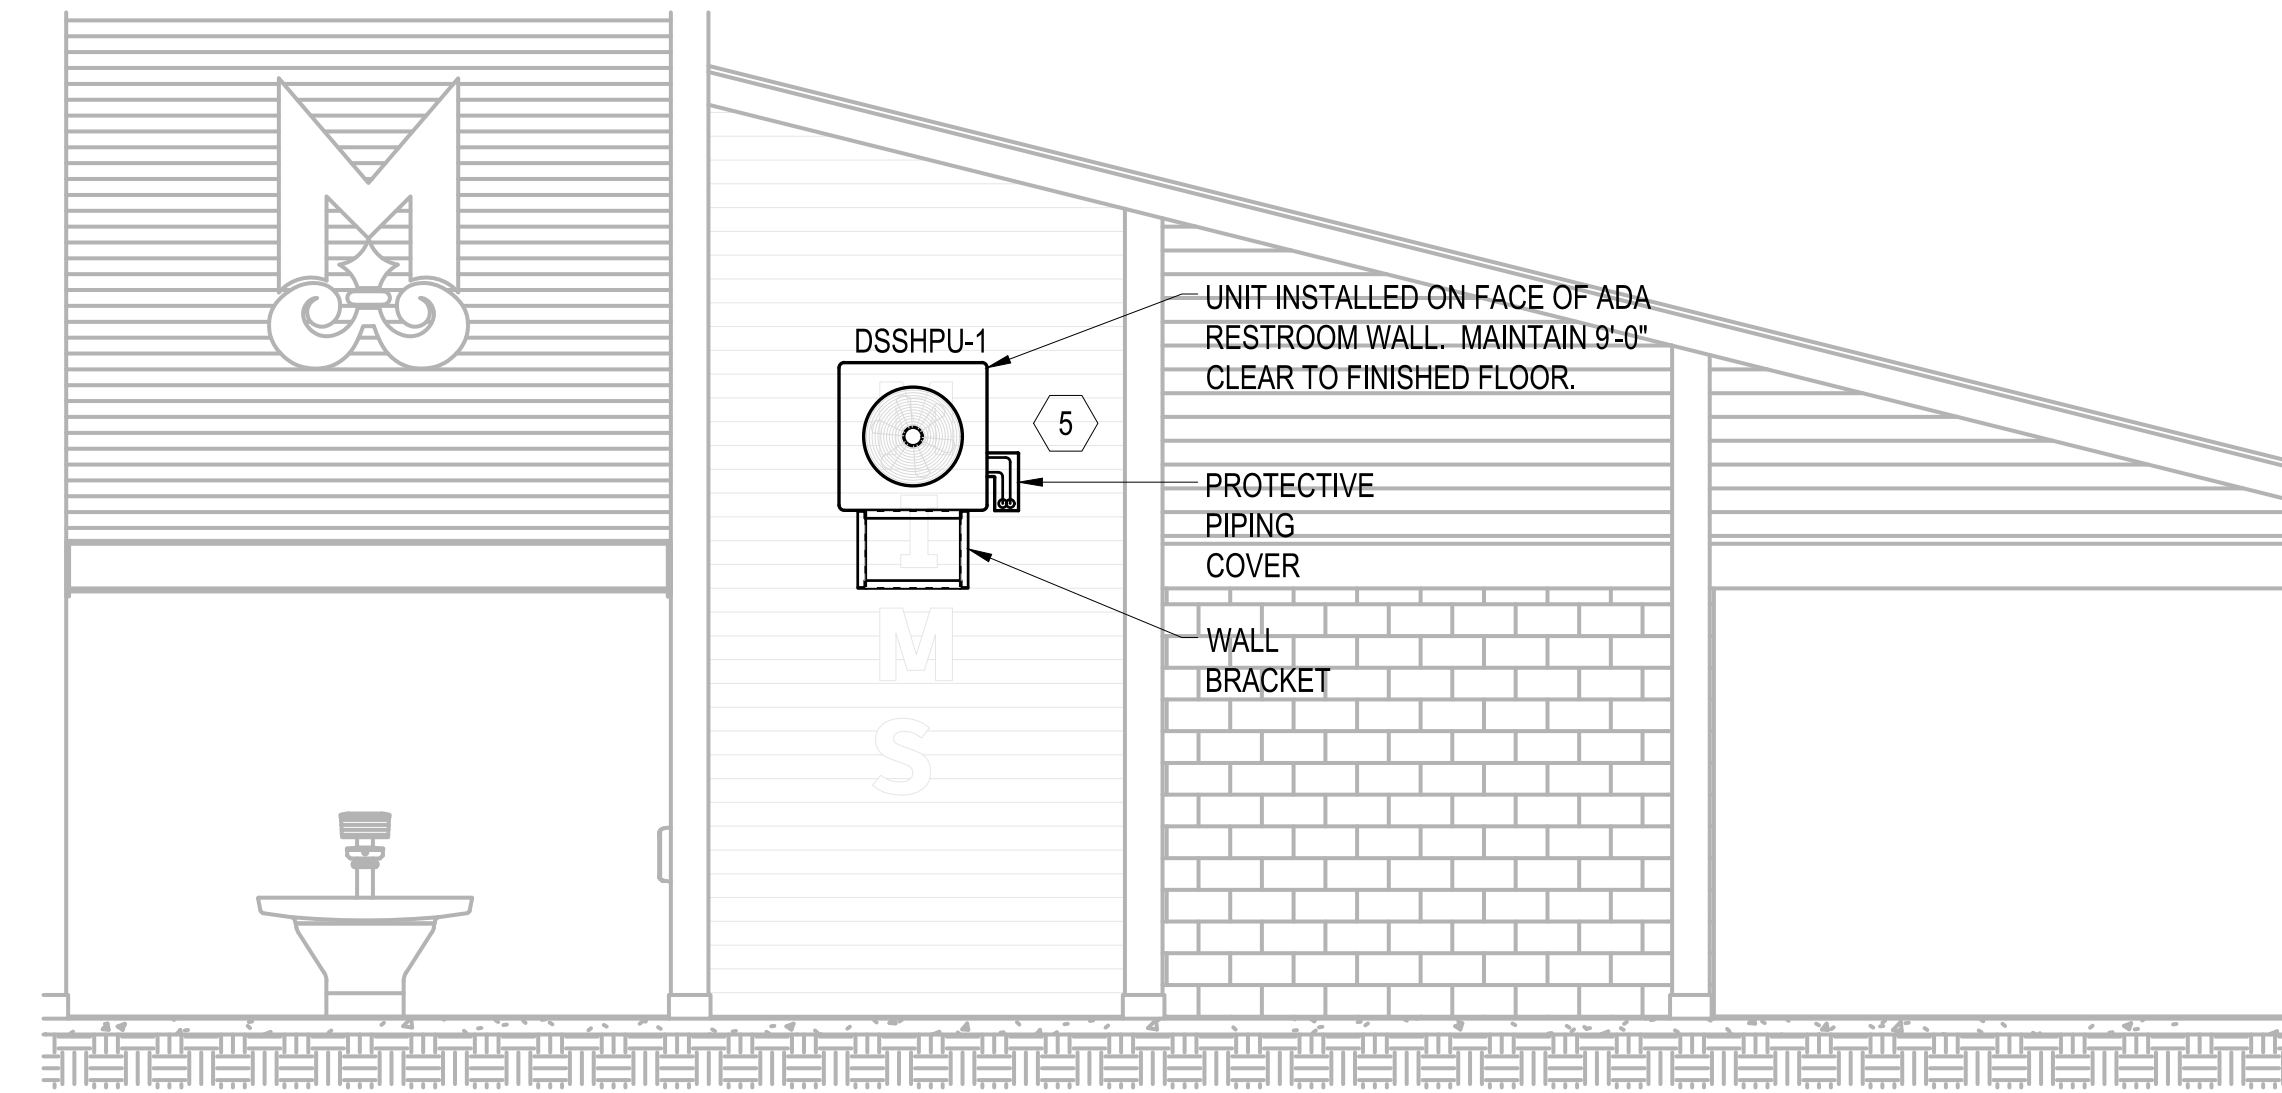 M
UNIT INSTALLED ON FACE OF ADA
RESTROOM WALL. MAINTAIN 9'-0"
CLEAR TO FINISHED FLOOR.
DSSHPU-1
5
PROTECTIVE
PIPING
COVER
WALL
BRACKET
I
M
S